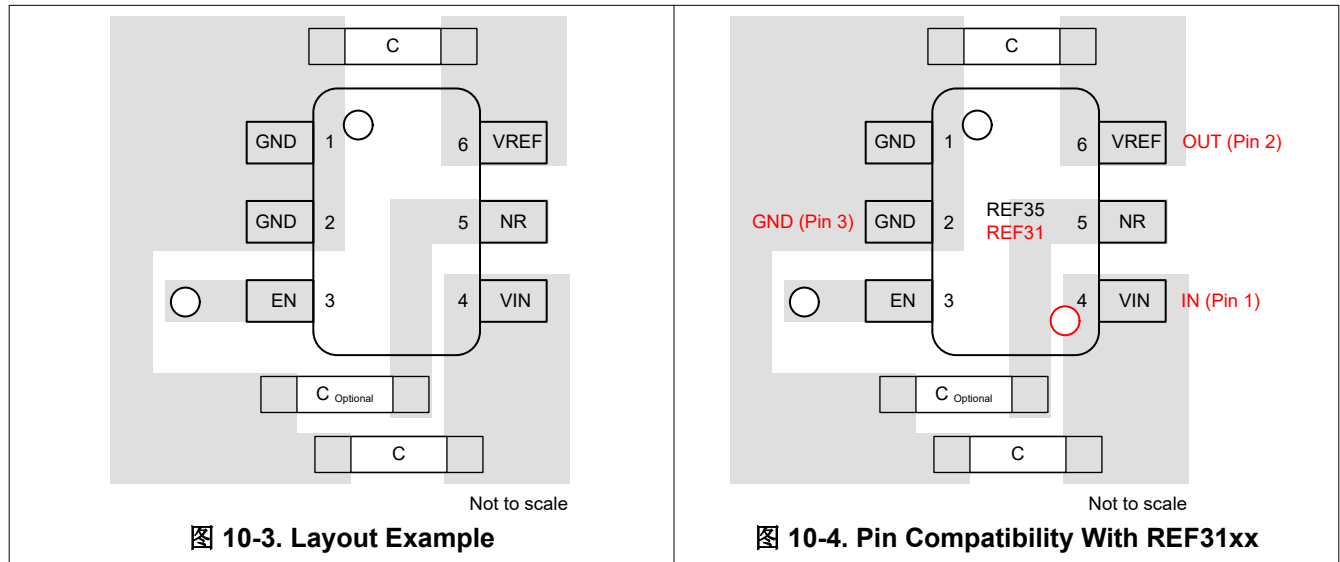 C
GND 1 6 VREF
GND 2 5 NR
EN 3 4 VIN
C Optional
C
Not to scale
图 10-3. Layout Example
C
GND 1 6 VREF OUT (Pin 2)
REF35
GND (Pin 3) GND 2 5 NR
REF31
EN 3 4 VIN IN (Pin 1)
C Optional
C
Not to scale
图 10-4. Pin Compatibility With REF31xx